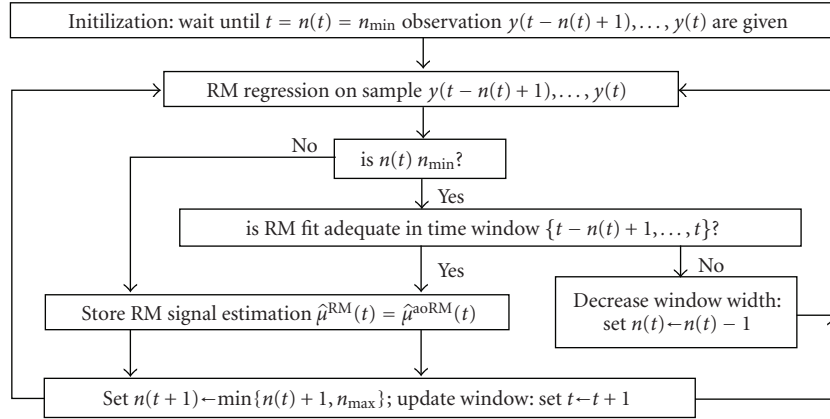 Initilization: wait until t = n(t) = n_min observation y(t − n(t) + 1), . . . , y(t) are given
RM regression on sample y(t − n(t) + 1), . . . , y(t)
No
is n(t) n_min?
Yes
is RM fit adequate in time window {t − n(t) + 1, . . . , t}?
Yes
No
Decrease window width:
set n(t)←n(t) − 1
Store RM signal estimation μ̂^RM(t) = μ̂^aoRM(t)
Set n(t + 1)←min{n(t) + 1, n_max}; update window: set t←t + 1